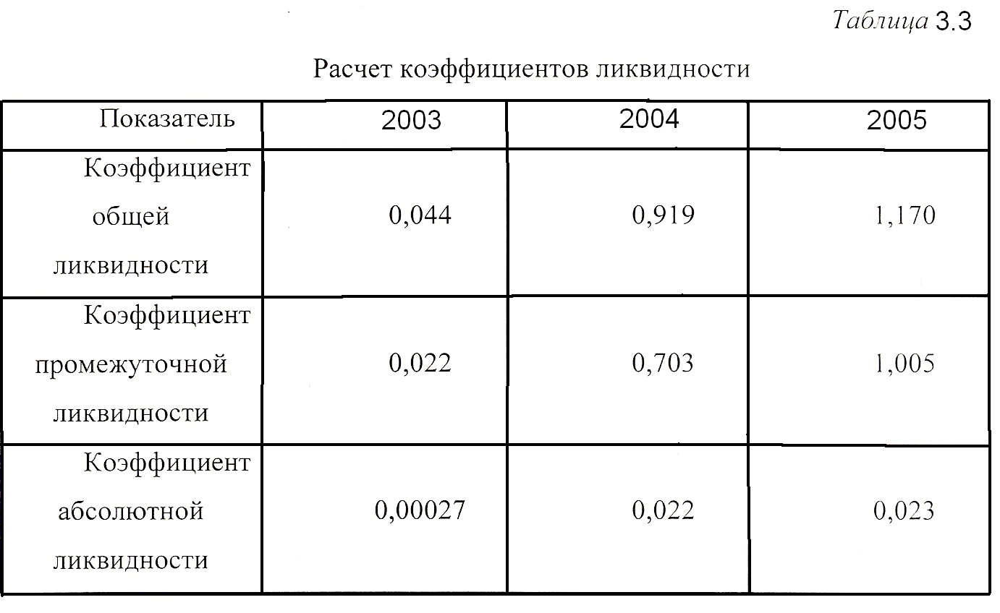 Таблица 3.3
Расчет коэффициентов ликвидности
Показатель 2003 2004 2005
Коэффициент
общей 0,044 0,919 1,170
ликвидности
Коэффициент
промежуточной 0,022 0,703 1,005
ликвидности
Коэффициент
абсолютной 0,00027 0,022 0,023
ликвидности